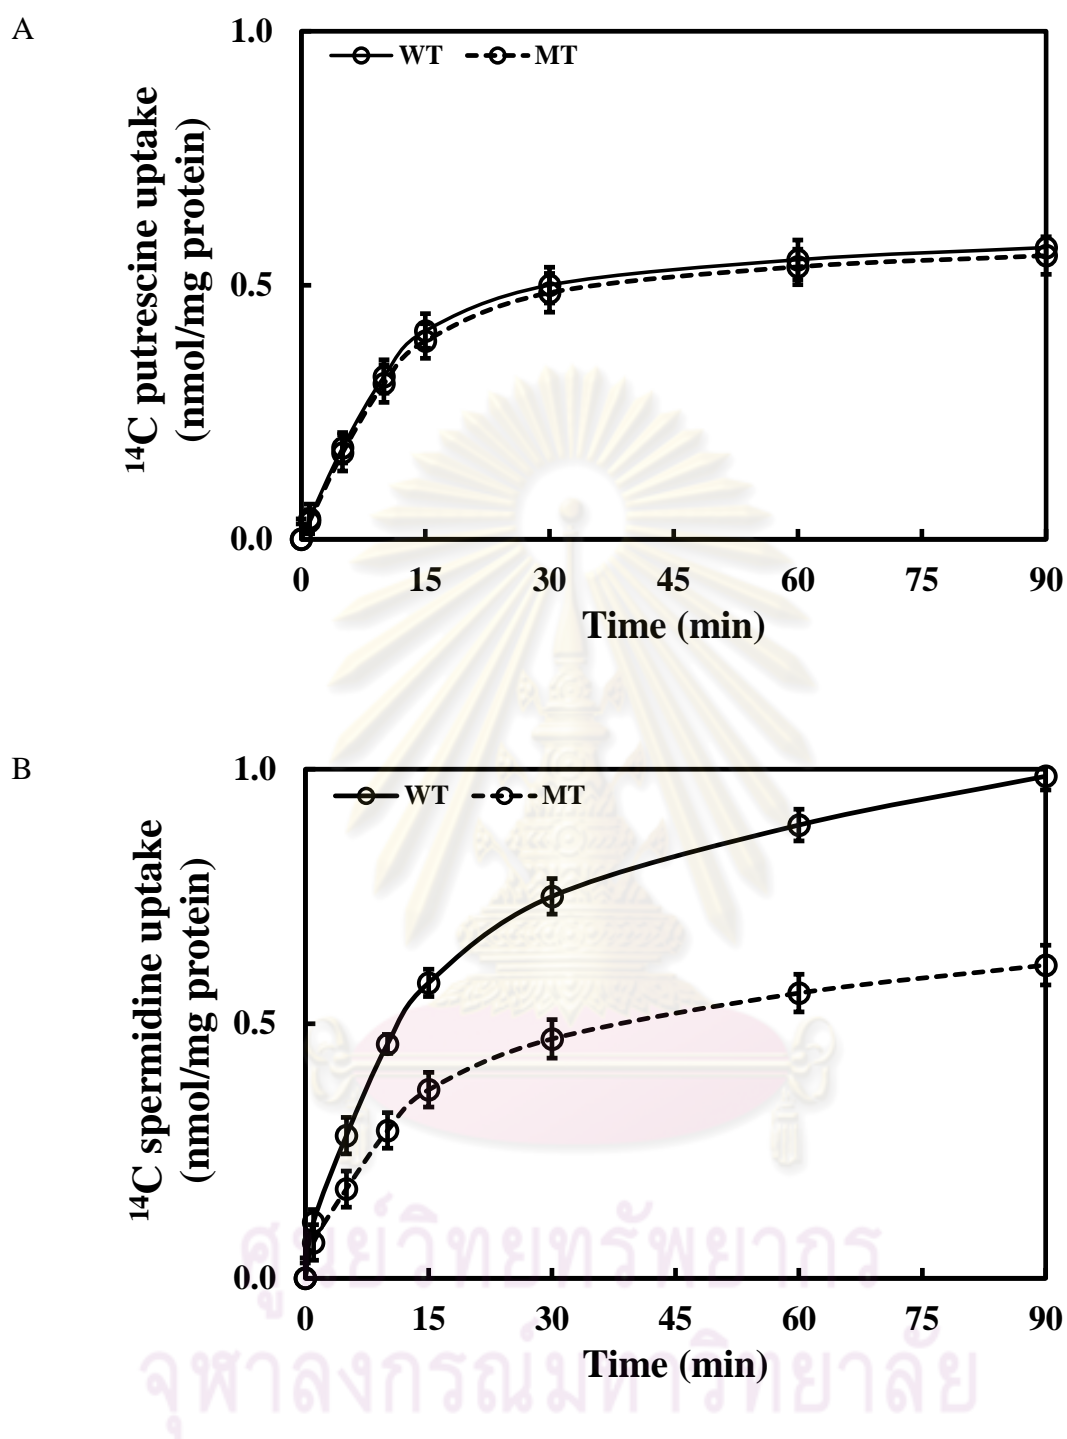 A
1.0
WT MT
¹⁴C putrescine uptake
(nmol/mg protein)
0.5
0.0
0 15 30 45 60 75 90
Time (min)
B
1.0
WT MT
¹⁴C spermidine uptake
(nmol/mg protein)
0.5
0.0
0 15 30 45 60 75 90
Time (min)
ศูนย์วิทยทรัพยากร
จุฬาลงกรณ์มหาวิทยาลัย